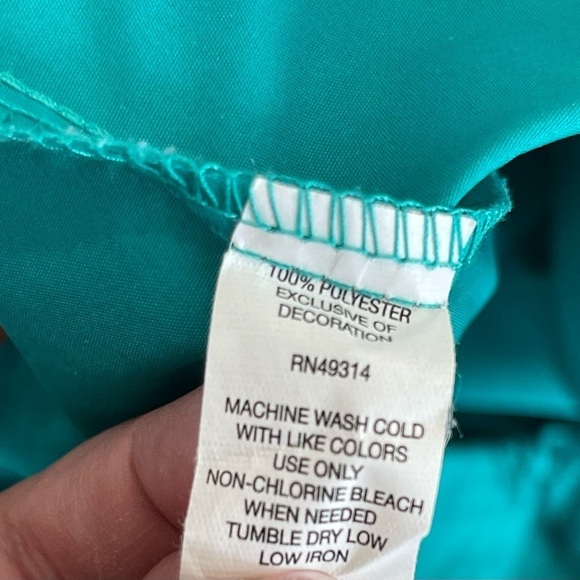 100% POLYESTER
EXCLUSIVE OF
DECORATION
RN49314
MACHINE WASH COLD
WITH LIKE COLORS
USE ONLY
NON-CHLORINE BLEACH
WHEN NEEDED
TUMBLE DRY LOW
LOW IRON